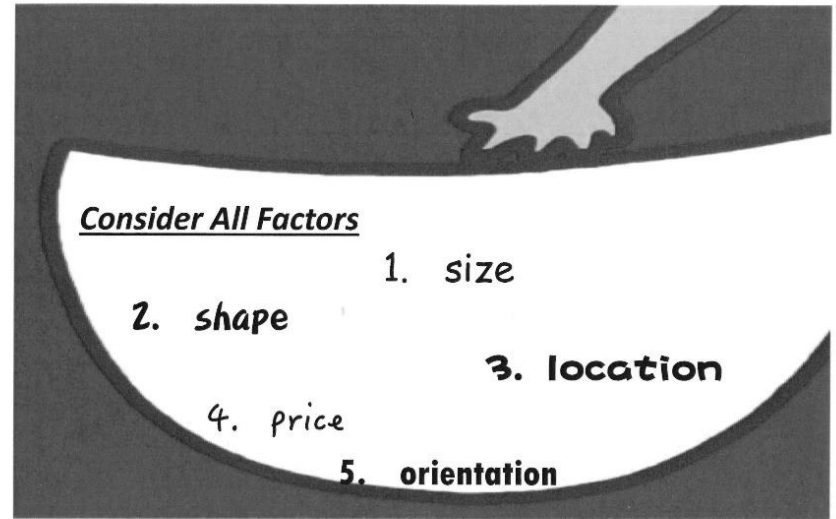 Consider All Factors
1. size
2. shape
3. location
4. price
5. orientation